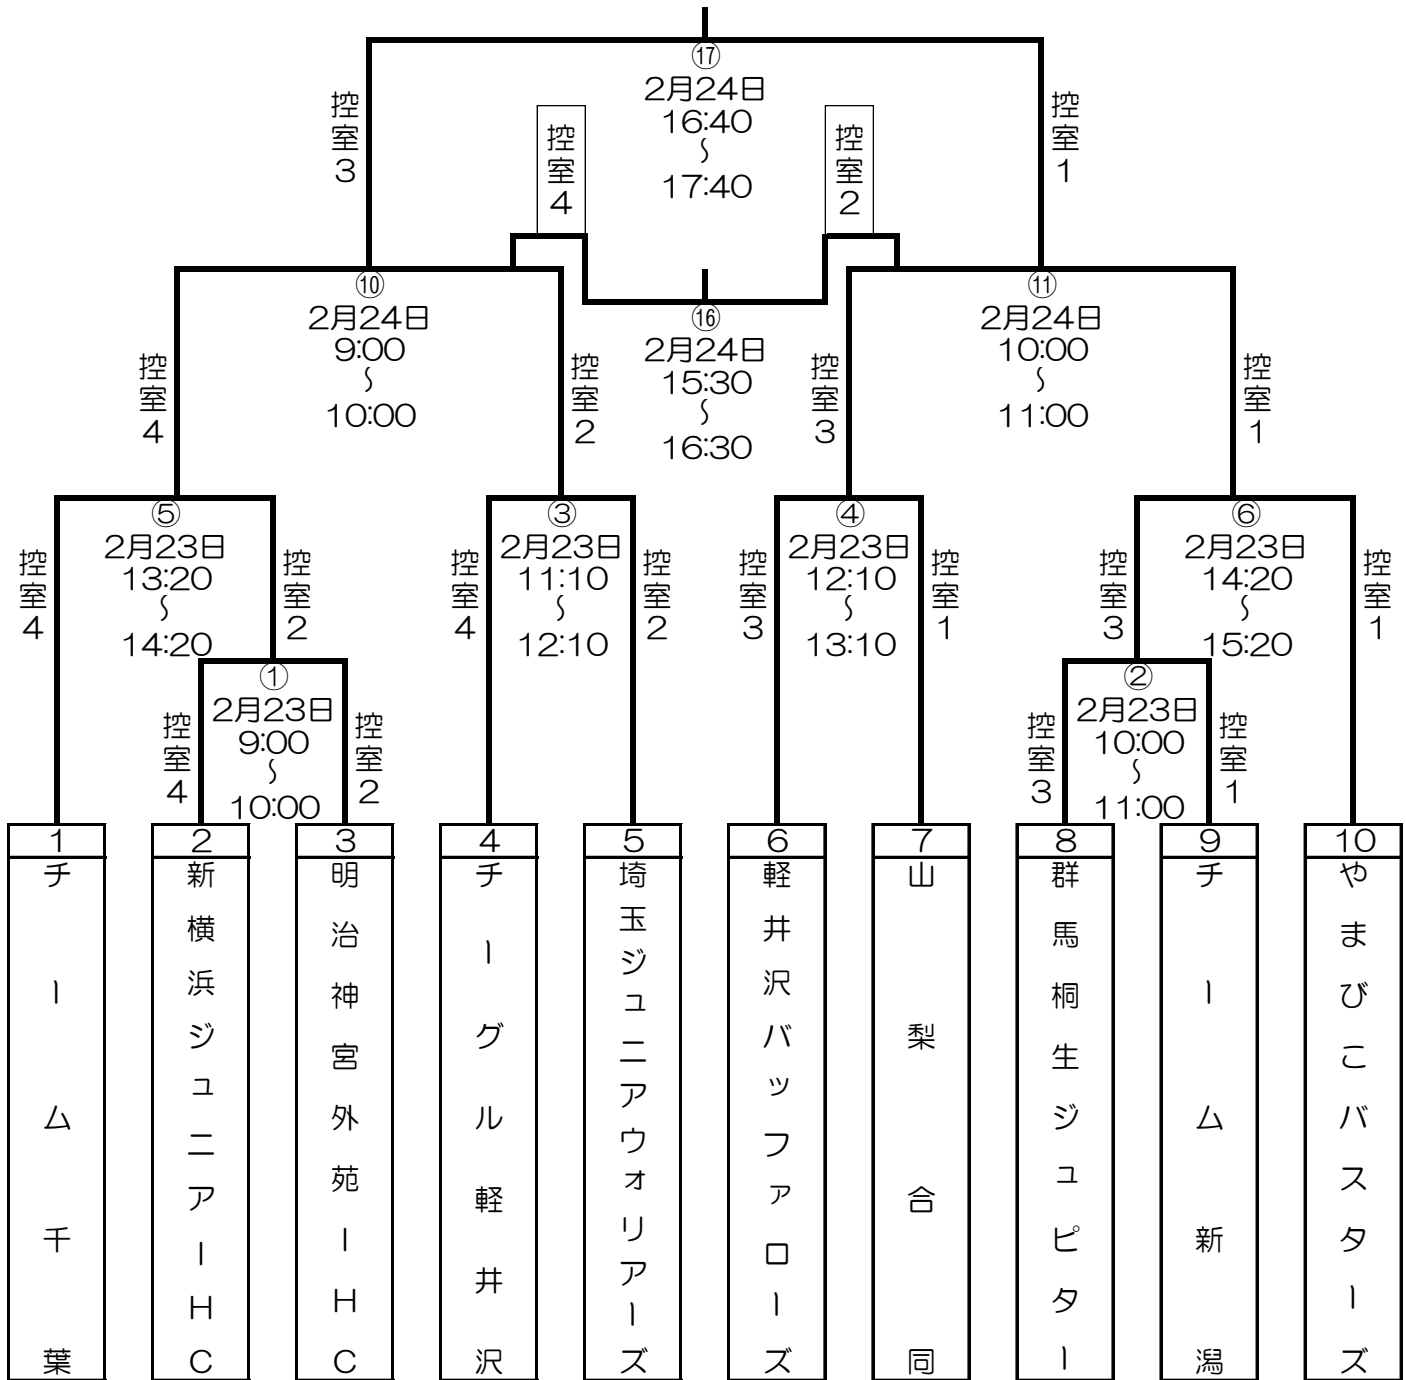 ⑰
2月24日
16:40
~
17:40
控室3
控室4
控室2
控室1
⑩
2月24日
9:00
~
10:00
⑯
2月24日
15:30
~
16:30
⑪
2月24日
10:00
~
11:00
控室4
控室2
控室3
控室1
⑤
2月23日
13:20
~
14:20
③
2月23日
11:10
~
12:10
④
2月23日
12:10
~
13:10
⑥
2月23日
14:20
~
15:20
控室4
控室2
控室4
控室2
控室3
控室1
控室3
控室1
①
2月23日
9:00
~
10:00
②
2月23日
10:00
~
11:00
控室4
控室2
控室3
控室1
1
チーム千葉
2
新横浜ジュニアーHC
3
明治神宮外苑ーHC
4
チーグル軽井沢
5
埼玉ジュニアウォリアーズ
6
軽井沢バッファローズ
7
山梨合同
8
群馬桐生ジュピター
9
チーム新潟
10
やまびこバスターズ